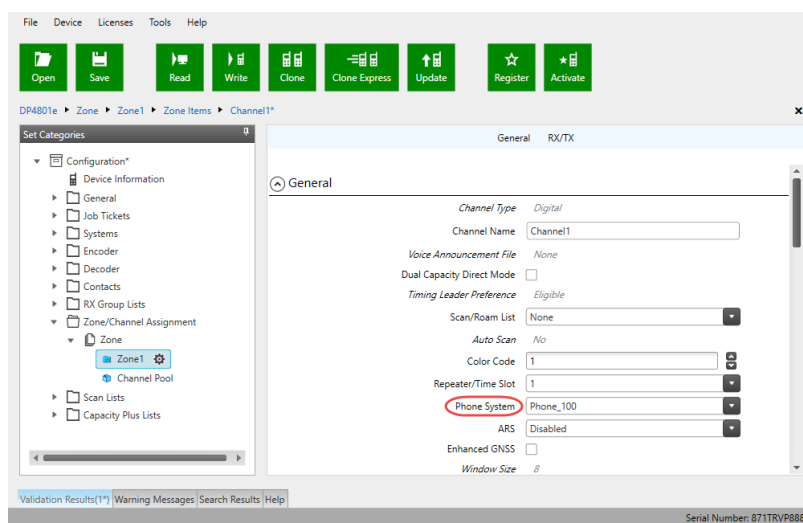 File Device Licenses Tools Help
Open Save Read Write Clone Clone Express Update Register Activate
DP4801e Zone Zone1 Zone Items Channel1*
Set Categories
Configuration*
Device Information
General
Job Tickets
Systems
Encoder
Decoder
Contacts
RX Group Lists
Zone/Channel Assignment
Zone
Zone1
Channel Pool
Scan Lists
Capacity Plus Lists
General RX/TX
General
Channel Type Digital
Channel Name Channel1
Voice Announcement File None
Dual Capacity Direct Mode
Timing Leader Preference Eligible
Scan/Roam List None
Auto Scan No
Color Code 1
Repeater/Time Slot 1
Phone System Phone_100
ARS Disabled
Enhanced GNSS
Window Size 8
Validation Results(1*) Warning Messages Search Results Help
Serial Number: 871TRVP888